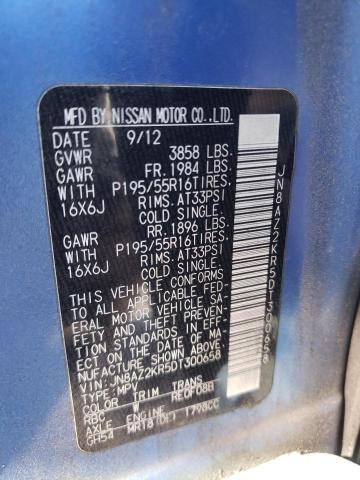 MFD BY NISSAN MOTOR CO.,LTD.
DATE 9/12
GVWR 3858 LBS.
GAWR FR. 1984 LBS.
WITH P195/55R16TIRES,
16X6J RIMS. AT33PSI
COLD SINGLE.
GAWR RR. 1896 LBS.
WITH P195/55R16TIRES,
16X6J RIMS. AT33PSI
COLD SINGLE.
THIS VEHICLE CONFORMS
TO ALL APPLICABLE FED-
ERAL MOTOR VEHICLE SA-
FETY AND THEFT PREVEN-
TION STANDARDS IN EFF-
ECT ON THE DATE OF MA-
NUFACTURE SHOWN ABOVE.
VIN: JN8AZ2KR5DT300658
TYPE: MPV
COLOR TRIM TRANS
RBC W RE0F08B
AXLE ENGINE
GH54 MR18(DE) 1798CC
JN8AZ2KR5DT300658